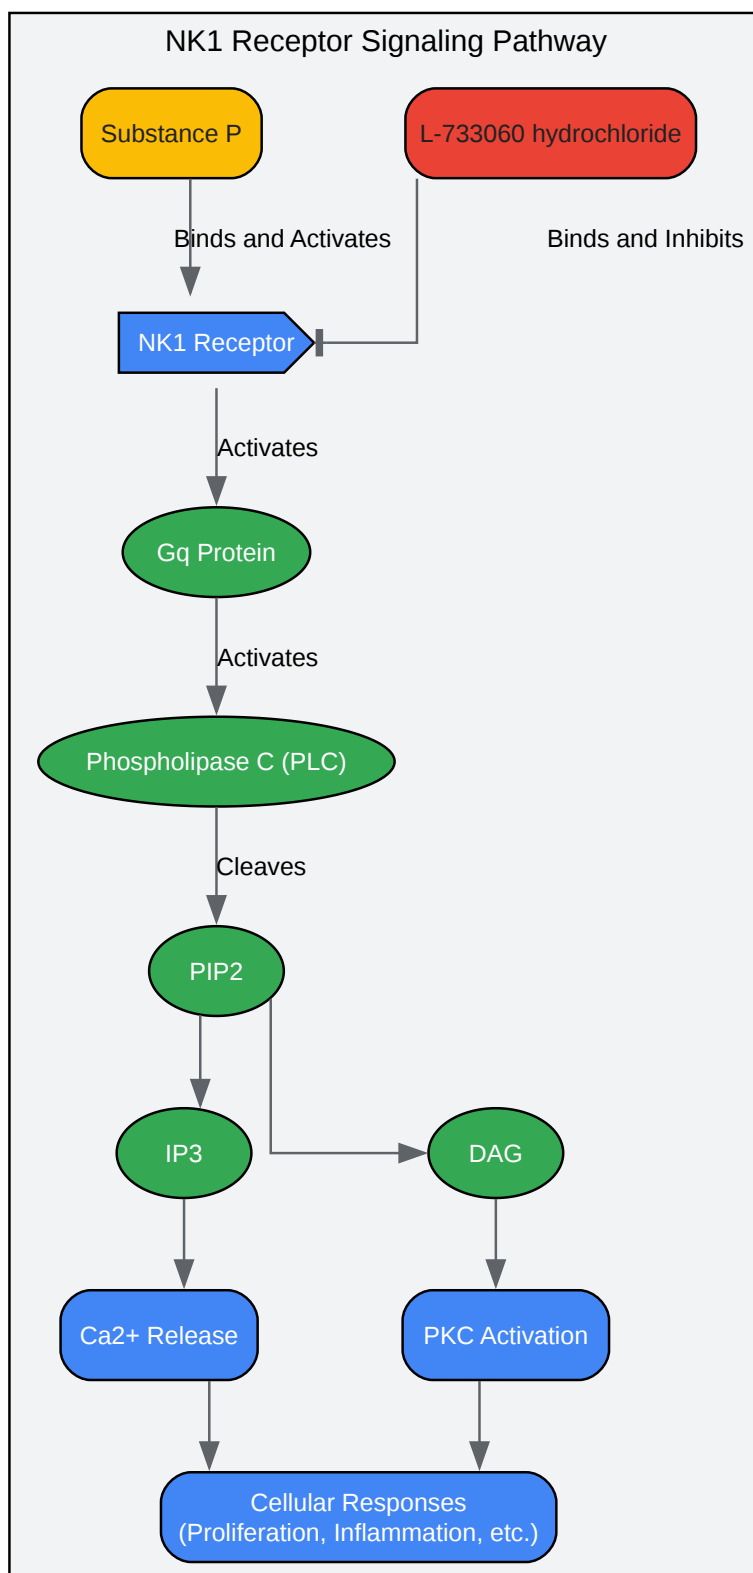 NK1 Receptor Signaling Pathway
Substance P
L-733060 hydrochloride
Binds and Activates
Binds and Inhibits
NK1 Receptor
Activates
Gq Protein
Activates
Phospholipase C (PLC)
Cleaves
PIP2
IP3
DAG
Ca2+ Release
PKC Activation
Cellular Responses
(Proliferation, Inflammation, etc.)